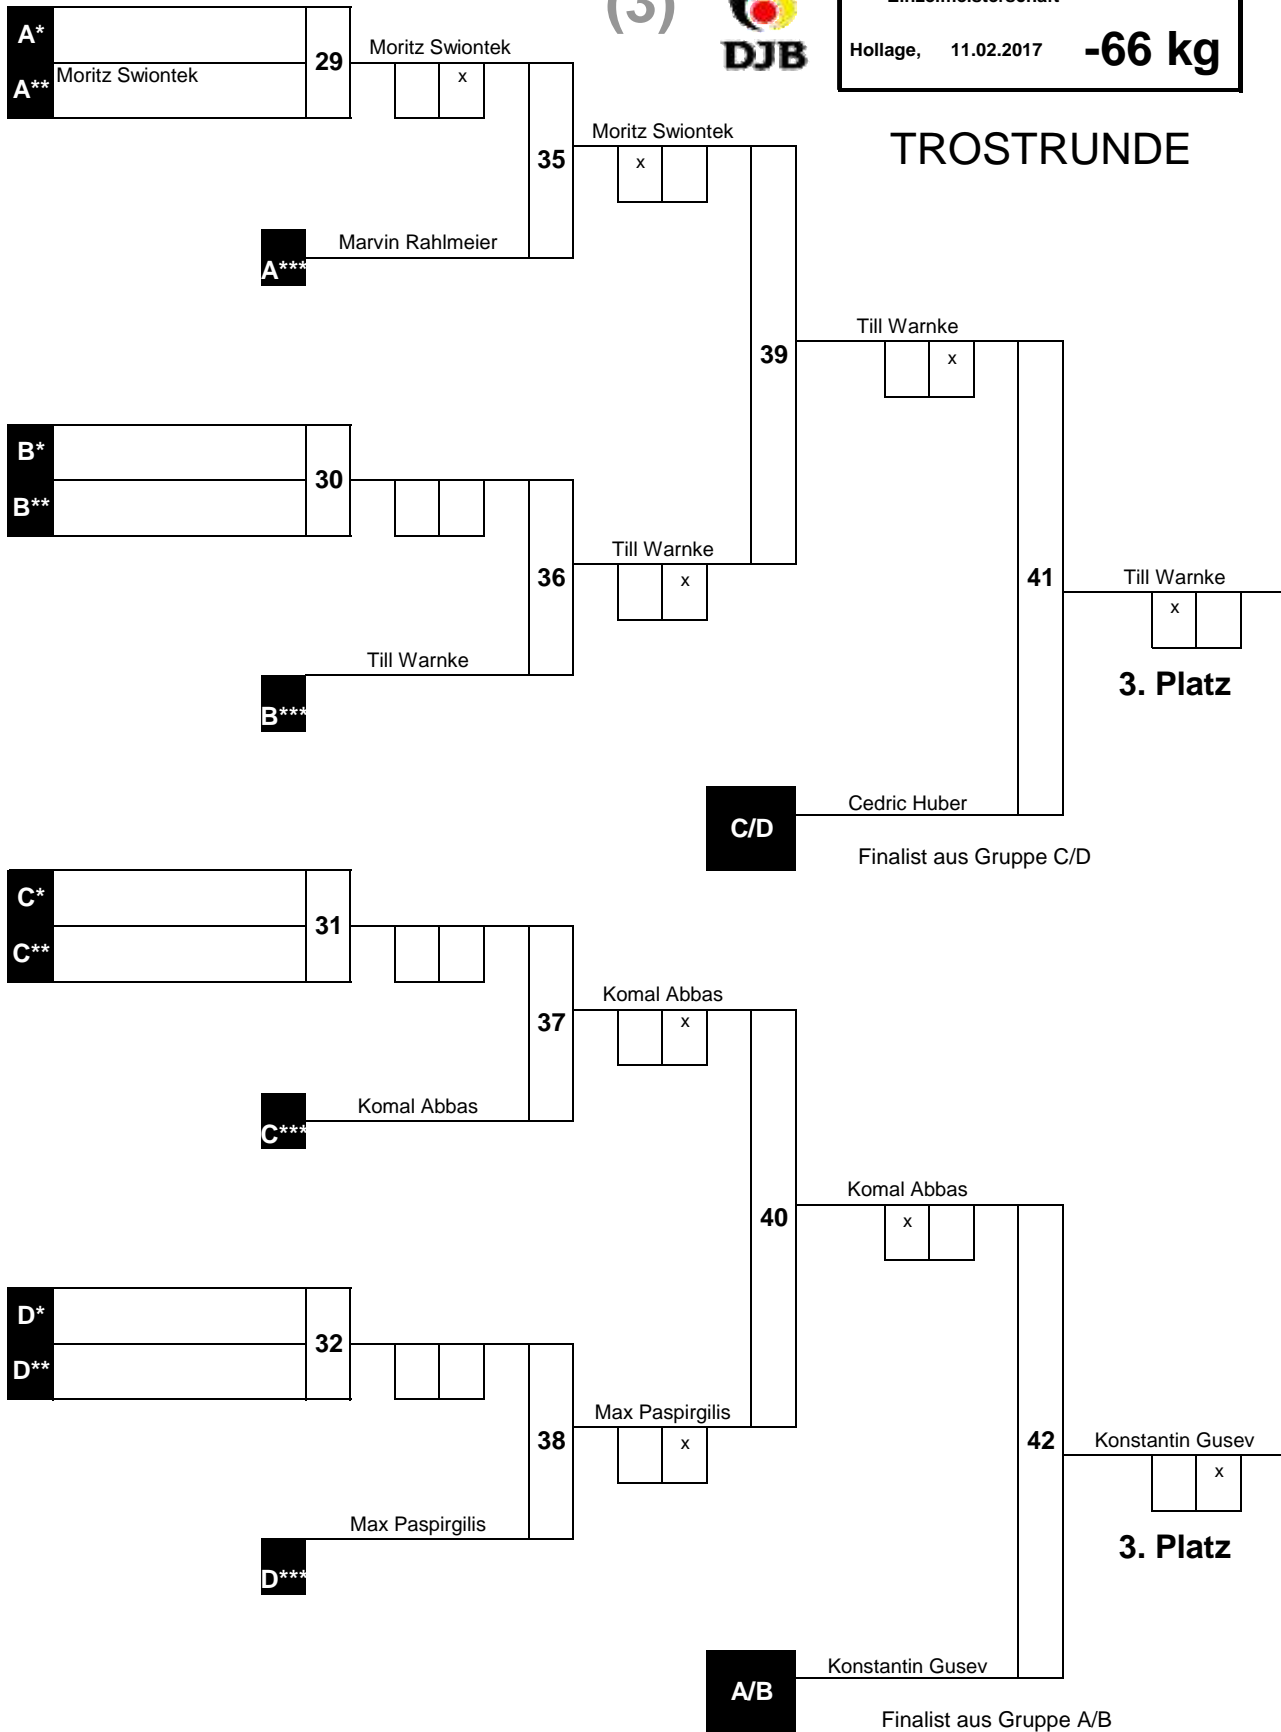 (3)
DJB
Hollage, 11.02.2017 -66 kg
TROSTRUNDE
A*
A** Moritz Swiontek
29
Moritz Swiontek
x
35
Moritz Swiontek
x
Marvin Rahlmeier
A***
39
Till Warnke
x
B*
B**
30
36
Till Warnke
x
Till Warnke
B***
41
Till Warnke
x
3. Platz
C/D
Cedric Huber
Finalist aus Gruppe C/D
C*
C**
31
37
Komal Abbas
x
Komal Abbas
C***
40
Komal Abbas
x
D*
D**
32
38
Max Paspirgilis
x
Max Paspirgilis
D***
42
Konstantin Gusev
x
3. Platz
A/B
Konstantin Gusev
Finalist aus Gruppe A/B